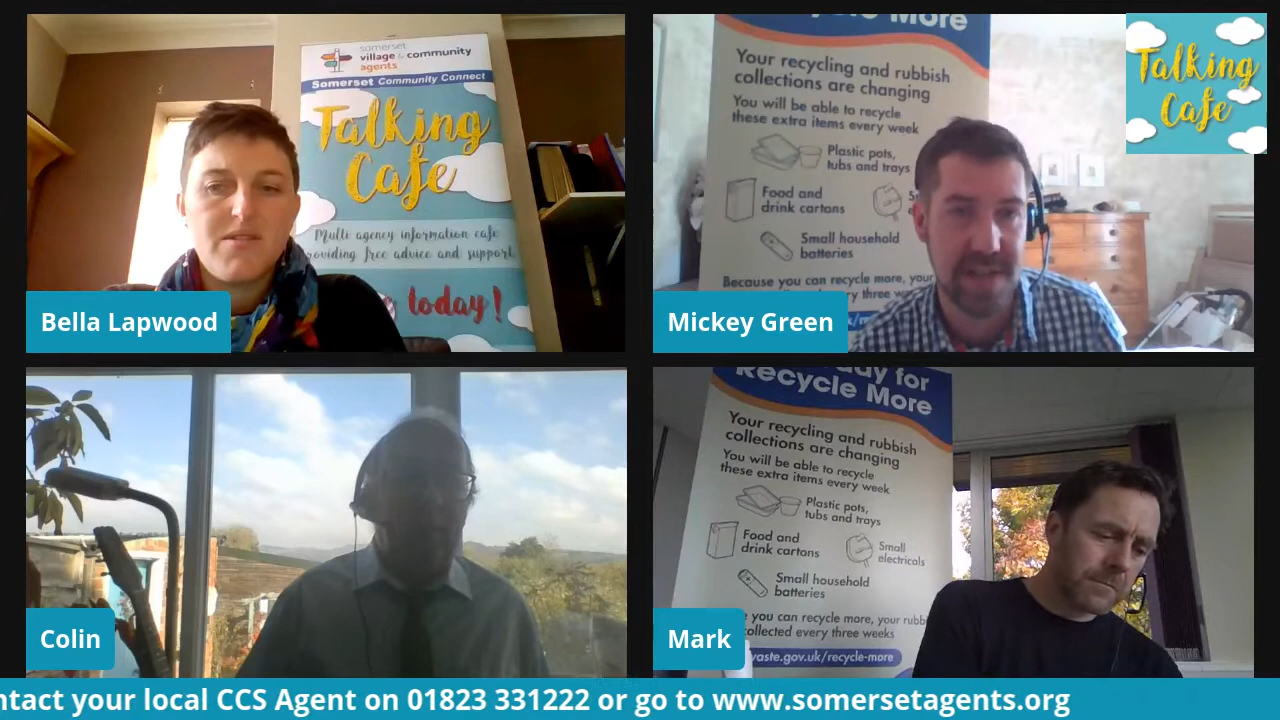 somerset
village & community
agents
Somerset Community Connect
Talking
Cafe
Multi agency information cafe
providing free advice and support
today!
Bella Lapwood
More
Your recycling and rubbish
collections are changing
You will be able to recycle
these extra items every week
Plastic pots,
tubs and trays
Food and
drink cartons
Small household
batteries
Because you can recycle more, your
three
Mickey Green
Talking
Cafe
Colin
for
Recycle More
Your recycling and rubbish
collections are changing
You will be able to recycle
these extra items every week
Plastic pots,
tubs and trays
Food and
drink cartons
Small
electricals
Small household
batteries
you can recycle more, your rubb
collected every three weeks
waste.gov.uk/recycle-more
Mark
ntact your local CCS Agent on 01823 331222 or go to www.somersetagents.org